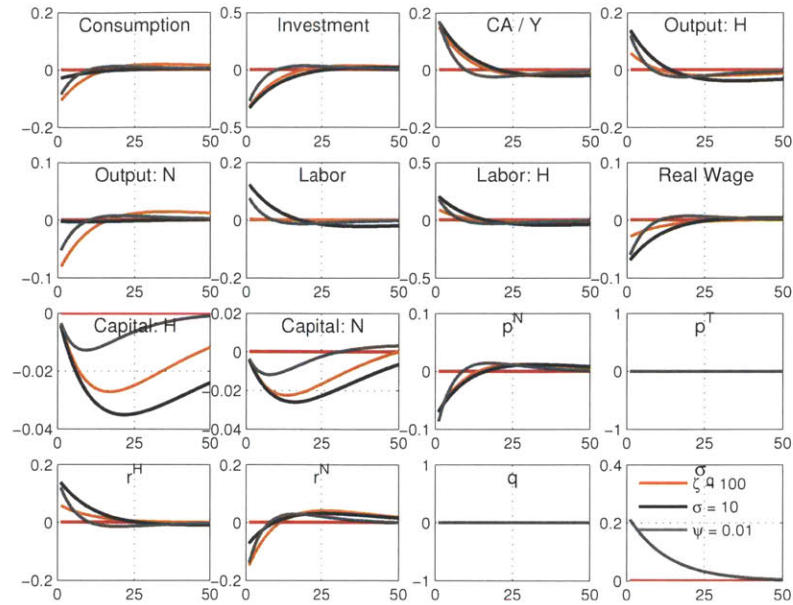 Consumption Investment CA / Y Output: H
0.2 0.5 0.2 0.2
0 0 0 0
−0.2 −0.5 −0.2 −0.2
0 25 50 0 25 50 0 25 50 0 25 50
Output: N Labor Labor: H Real Wage
0.1 0.2 0.5 0.1
0 0 0 0
−0.1 −0.2 −0.5 −0.1
0 25 50 0 25 50 0 25 50 0 25 50
Capital: H Capital: N p^N p^T
0 0.02 0.1 1
−0.02 0 0 0
−0.04 −0.02 −0.1 −1
−0.04
0 25 50 0 25 50 0 25 50 0 25 50
r^H r^N q σ_q
0.2 0.2 1 0.4
0 0 0 0.2
−0.2 −0.2 −1 0
0 25 50 0 25 50 0 25 50 0 25 50
ζ = 100
σ = 10
ψ = 0.01